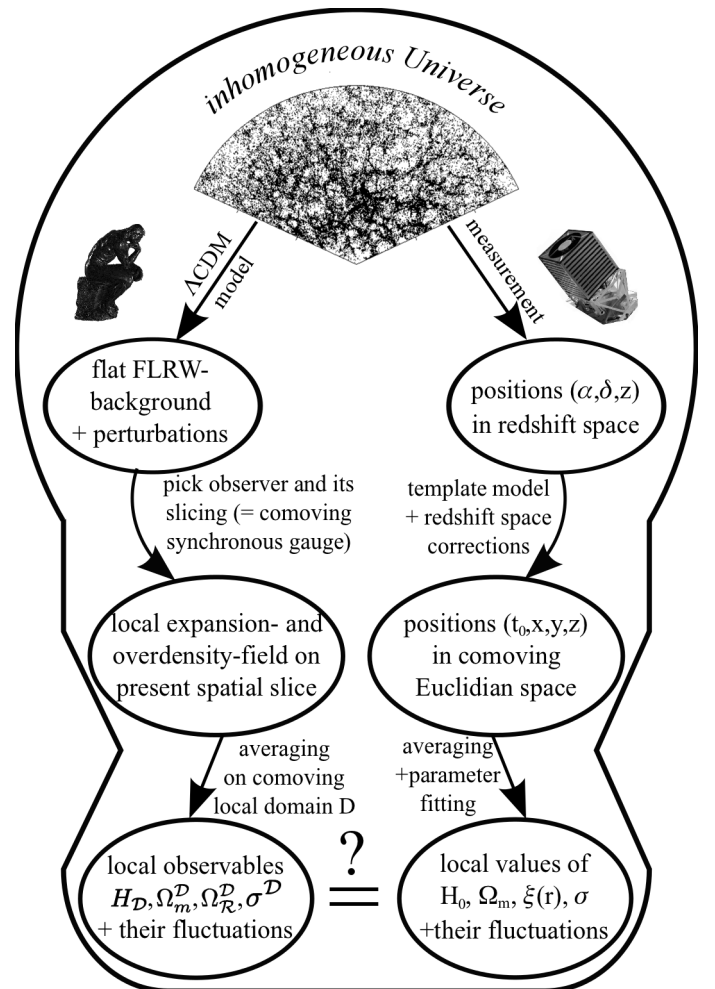 inhomogeneous Universe
ΛCDM
model
measurement
flat FLRW-
background
+ perturbations
positions (α,δ,z)
in redshift space
pick observer and its
slicing (= comoving
synchronous gauge)
template model
+ redshift space
corrections
local expansion- and
overdensity-field on
present spatial slice
positions (t₀,x,y,z)
in comoving
Euclidian space
averaging
on comoving
local domain D
averaging
+parameter
fitting
local observables
H_𝒟,Ω_m^𝒟,Ω_ℛ^𝒟,σ^𝒟
+ their fluctuations
?
=
local values of
H₀, Ω_m, ξ(r), σ
+their fluctuations